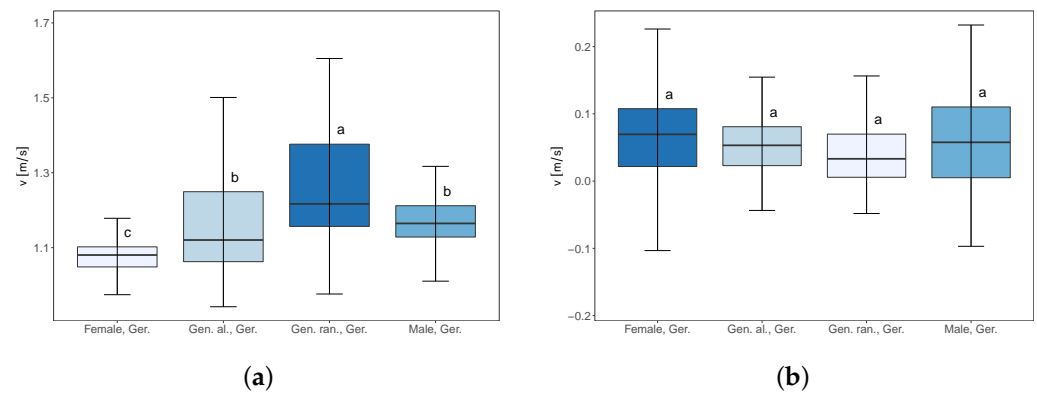 v [m/s]
1.7
1.5
1.3
1.1
c
b
a
b
Female, Ger.
Gen. al., Ger.
Gen. ran., Ger.
Male, Ger.
(a)
v [m/s]
0.2
0.1
0.0
−0.1
−0.2
a
a
a
a
Female, Ger.
Gen. al., Ger.
Gen. ran., Ger.
Male, Ger.
(b)